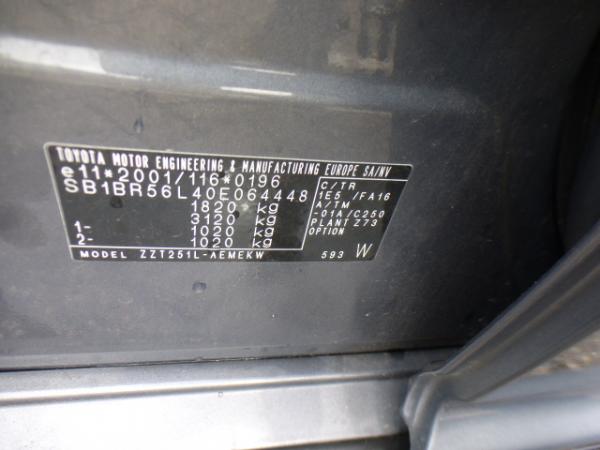 TOYOTA MOTOR ENGINEERING & MANUFACTURING EUROPE SA/NV
e11*2001/116*0196
SB1BR56L40E064448
1820 kg
3120 kg
1- 1020 kg
2- 1020 kg
MODEL ZZT251L-AEMEKW
C/TR
1E5 /FA16
A/TM
-01A/C250
PLANT Z73
OPTION
593 W